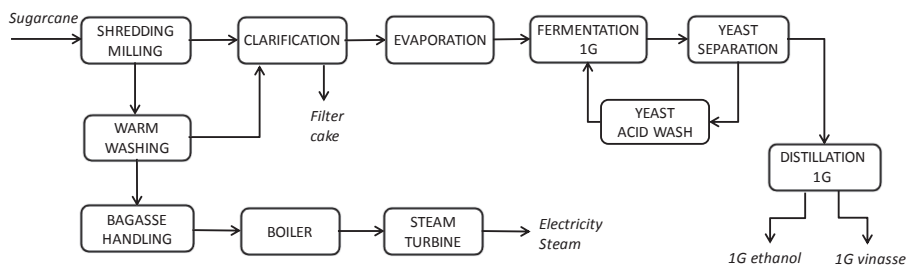 Sugarcane
SHREDDING
MILLING
CLARIFICATION
EVAPORATION
FERMENTATION
1G
YEAST
SEPARATION
Filter
cake
YEAST
ACID WASH
WARM
WASHING
DISTILLATION
1G
BAGASSE
HANDLING
BOILER
STEAM
TURBINE
Electricity
Steam
1G ethanol
1G vinasse